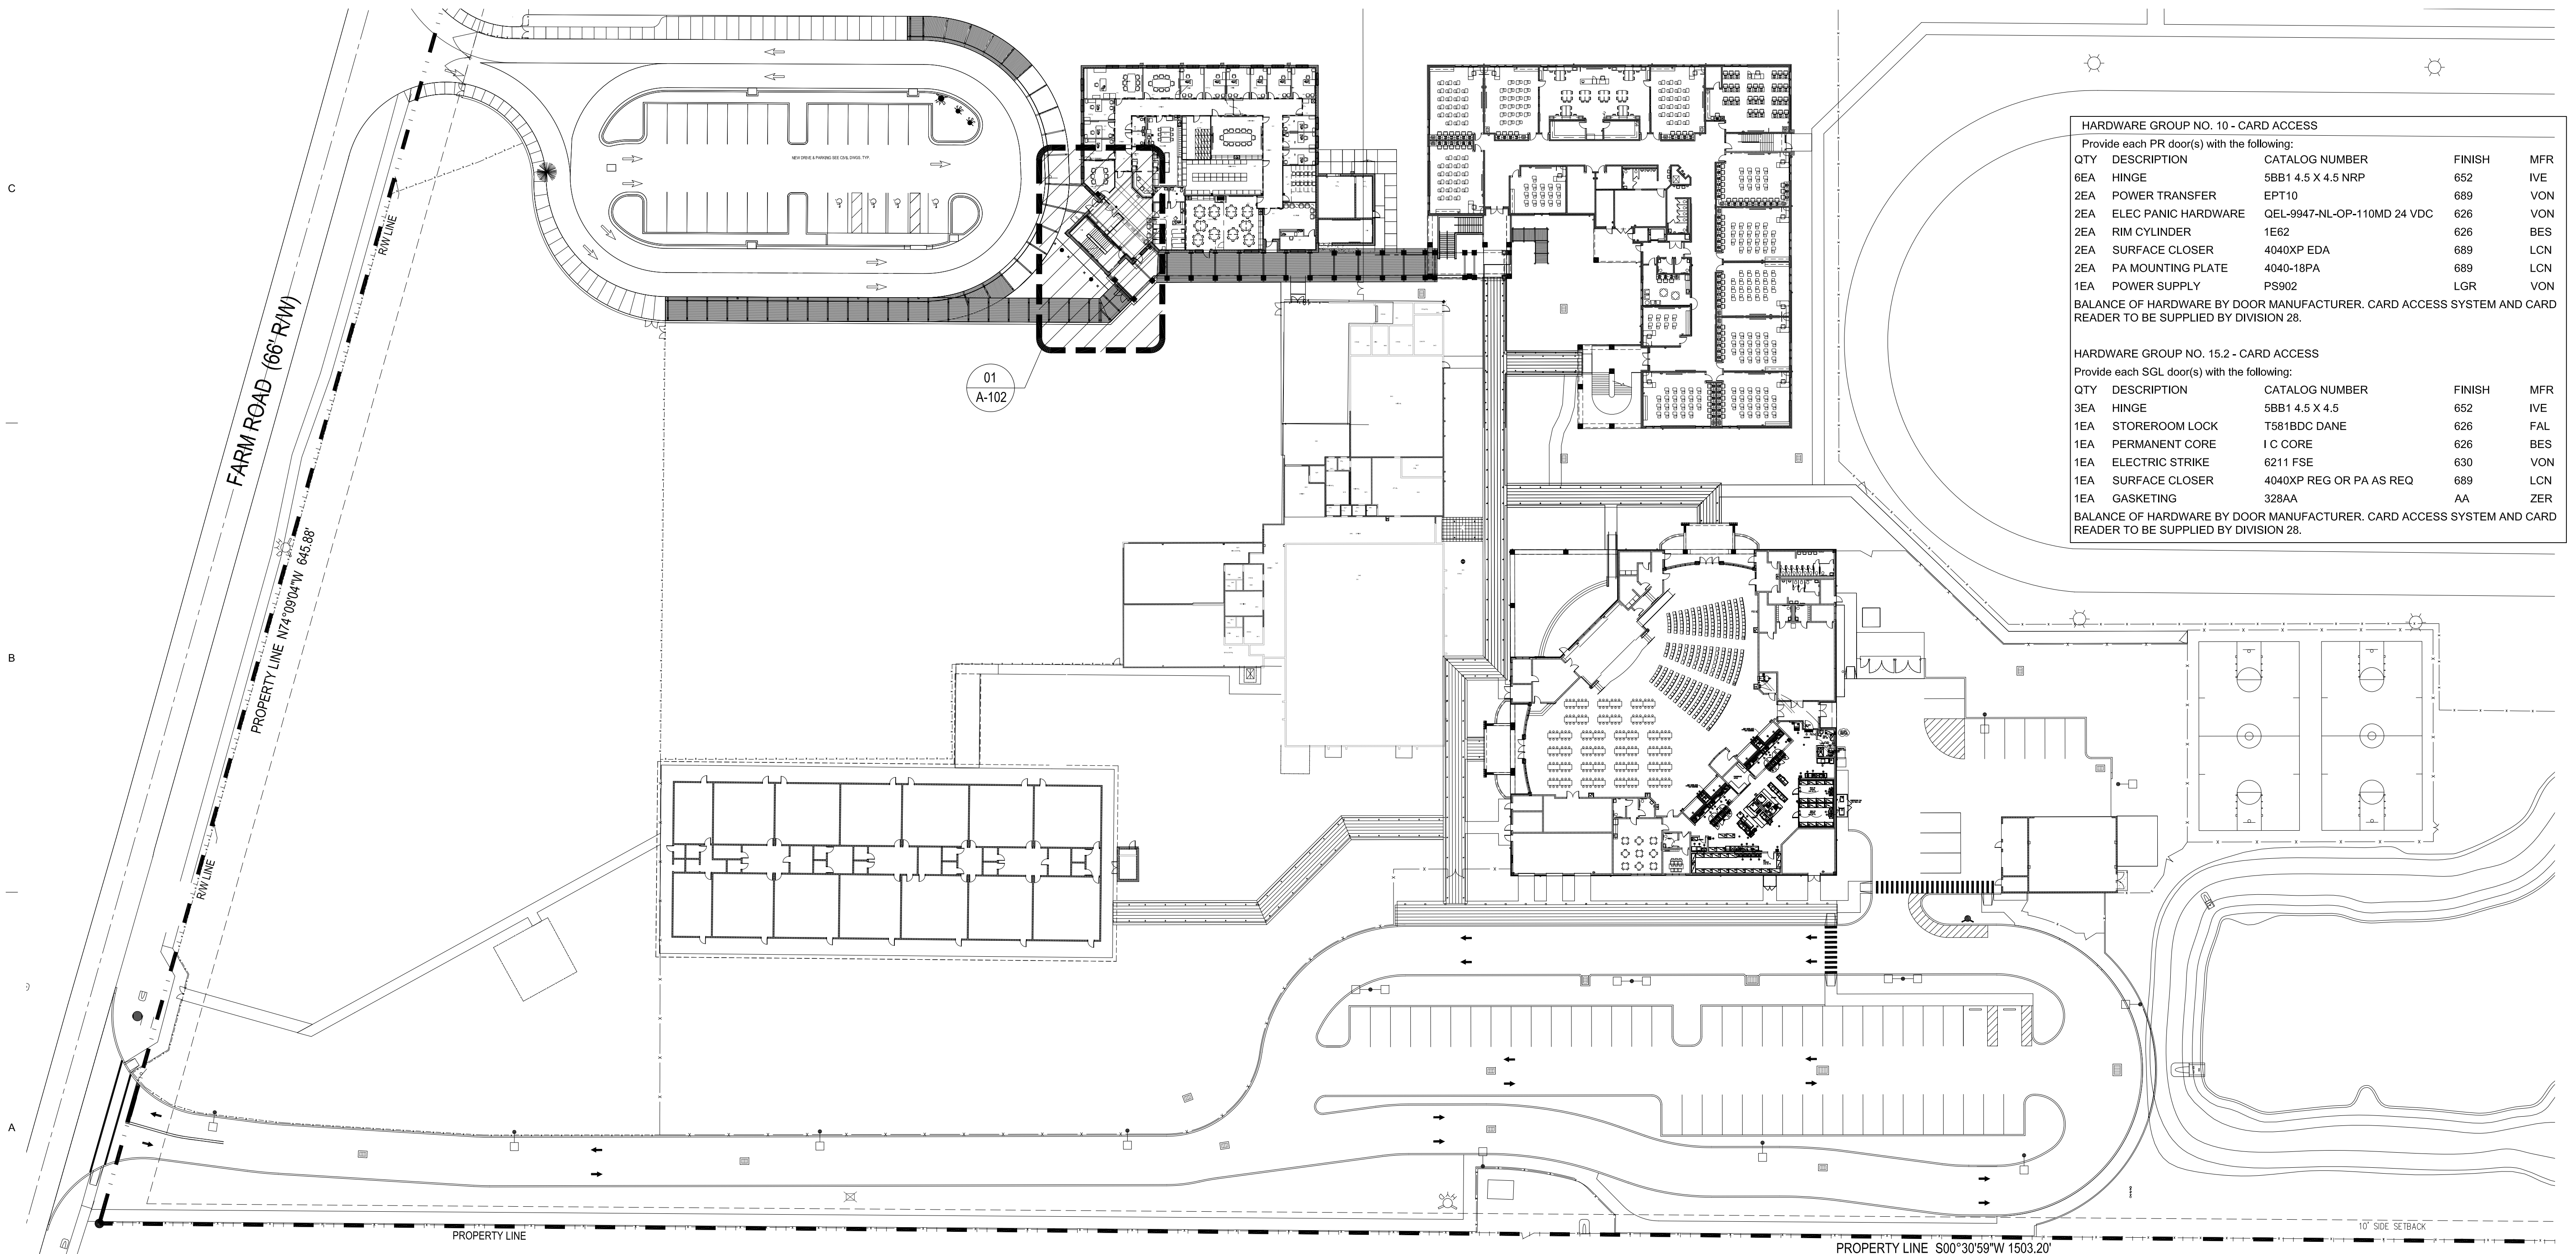 C
B
A
FARM ROAD (66' R/W)
R/W LINE
PROPERTY LINE N74°09'04"W 645.88'
R/W LINE
NEW DRIVE & PARKING SEE CIVIL DWGS. TYP.
01
A-102
HARDWARE GROUP NO. 10 - CARD ACCESS
Provide each PR door(s) with the following:
QTY DESCRIPTION CATALOG NUMBER FINISH MFR
6EA HINGE 5BB1 4.5 X 4.5 NRP 652 IVE
2EA POWER TRANSFER EPT10 689 VON
2EA ELEC PANIC HARDWARE QEL-9947-NL-OP-110MD 24 VDC 626 VON
2EA RIM CYLINDER 1E62 626 BES
2EA SURFACE CLOSER 4040XP EDA 689 LCN
2EA PA MOUNTING PLATE 4040-18PA 689 LCN
1EA POWER SUPPLY PS902 LGR VON
BALANCE OF HARDWARE BY DOOR MANUFACTURER. CARD ACCESS SYSTEM AND CARD
READER TO BE SUPPLIED BY DIVISION 28.
HARDWARE GROUP NO. 15.2 - CARD ACCESS
Provide each SGL door(s) with the following:
QTY DESCRIPTION CATALOG NUMBER FINISH MFR
3EA HINGE 5BB1 4.5 X 4.5 652 IVE
1EA STOREROOM LOCK T581BDC DANE 626 FAL
1EA PERMANENT CORE I C CORE 626 BES
1EA ELECTRIC STRIKE 6211 FSE 630 VON
1EA SURFACE CLOSER 4040XP REG OR PA AS REQ 689 LCN
1EA GASKETING 328AA AA ZER
BALANCE OF HARDWARE BY DOOR MANUFACTURER. CARD ACCESS SYSTEM AND CARD
READER TO BE SUPPLIED BY DIVISION 28.
10' SIDE SETBACK
PROPERTY LINE
PROPERTY LINE S00°30'59"W 1503.20'